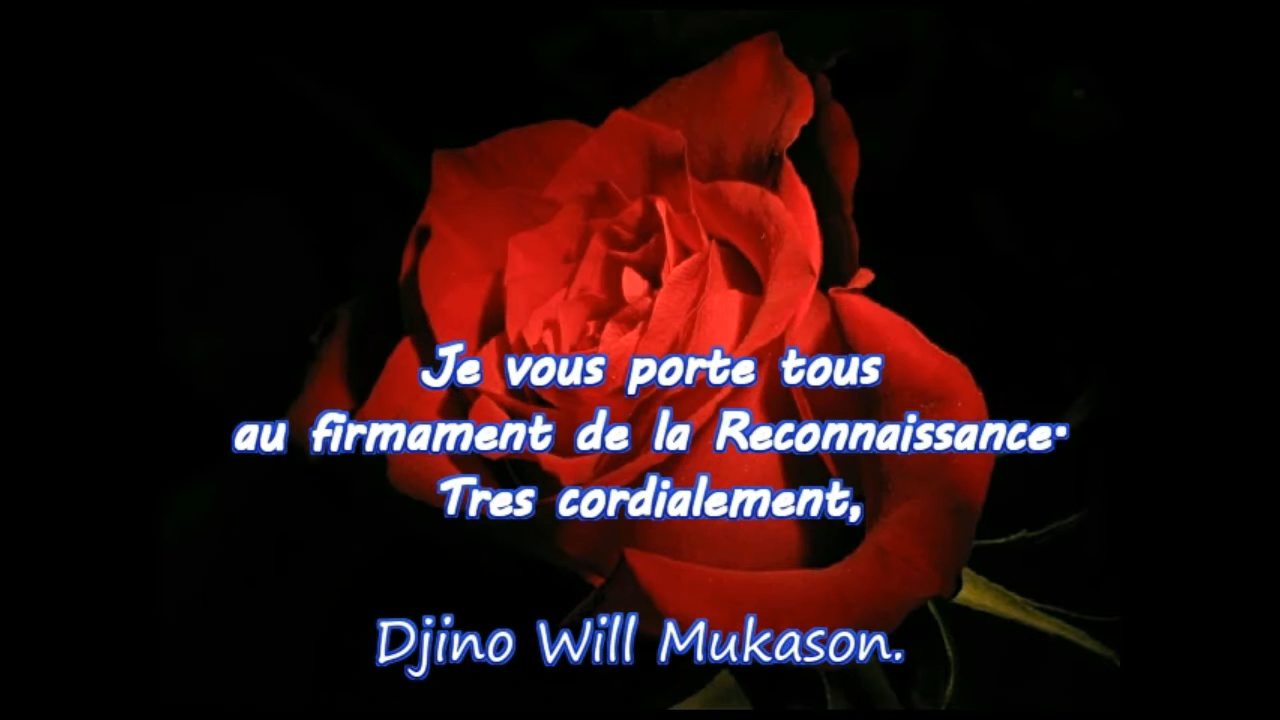 Je vous porte tous
au firmament de la Reconnaissance.
Tres cordialement,
Djino Will Mukason.